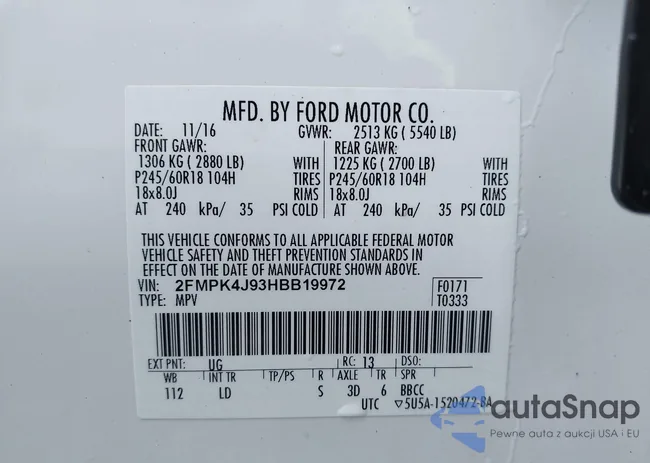 MFD. BY FORD MOTOR CO.
DATE: 11/16 GVWR: 2513 KG ( 5540 LB)
FRONT GAWR: REAR GAWR:
1306 KG ( 2880 LB) WITH 1225 KG ( 2700 LB) WITH
P245/60R18 104H TIRES P245/60R18 104H TIRES
18x8.0J RIMS 18x8.0J RIMS
AT 240 kPa/ 35 PSI COLD AT 240 kPa/ 35 PSI COLD
THIS VEHICLE CONFORMS TO ALL APPLICABLE FEDERAL MOTOR
VEHICLE SAFETY AND THEFT PREVENTION STANDARDS IN
EFFECT ON THE DATE OF MANUFACTURE SHOWN ABOVE.
VIN: 2FMPK4J93HBB19972 F0171
TYPE: MPV T0333
EXT PNT: UG RC: 13 DSO:
WB INT TR TP/PS R AXLE TR SPR
112 LD S 3D 6 BBCC
UTC ▽5U5A-1520472-BA
autaSnap
Pewne auta z aukcji USA i EU